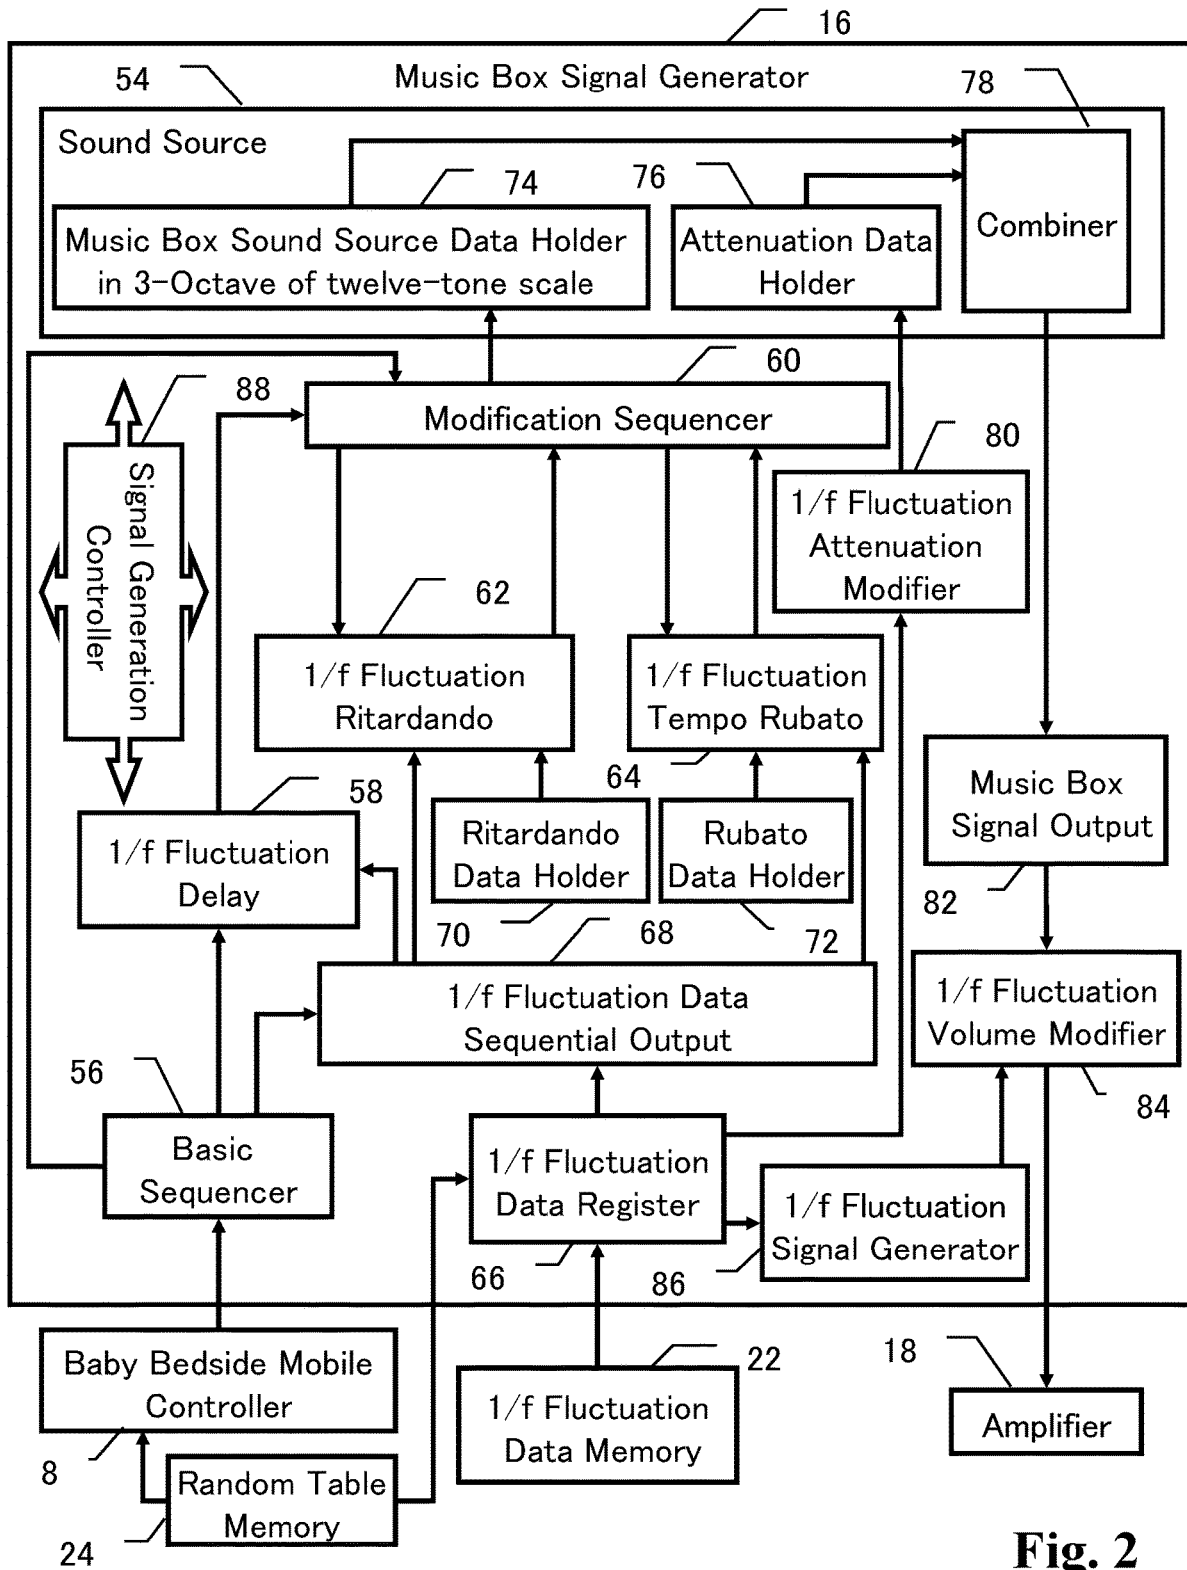 16
Music Box Signal Generator
54
78
Sound Source
74
76
Combiner
Music Box Sound Source Data Holder
in 3-Octave of twelve-tone scale
Attenuation Data
Holder
60
88
Modification Sequencer
80
Signal Generation
Controller
1/f Fluctuation
Attenuation
Modifier
62
1/f Fluctuation
Ritardando
1/f Fluctuation
Tempo Rubato
64
58
Music Box
Signal Output
82
1/f Fluctuation
Delay
Ritardando
Data Holder
70
Rubato
Data Holder
72
68
1/f Fluctuation Data
Sequential Output
1/f Fluctuation
Volume Modifier
84
56
Basic
Sequencer
1/f Fluctuation
Data Register
66
1/f Fluctuation
Signal Generator
86
Baby Bedside Mobile
Controller
8
22
1/f Fluctuation
Data Memory
18
Amplifier
Random Table
Memory
24
Fig. 2